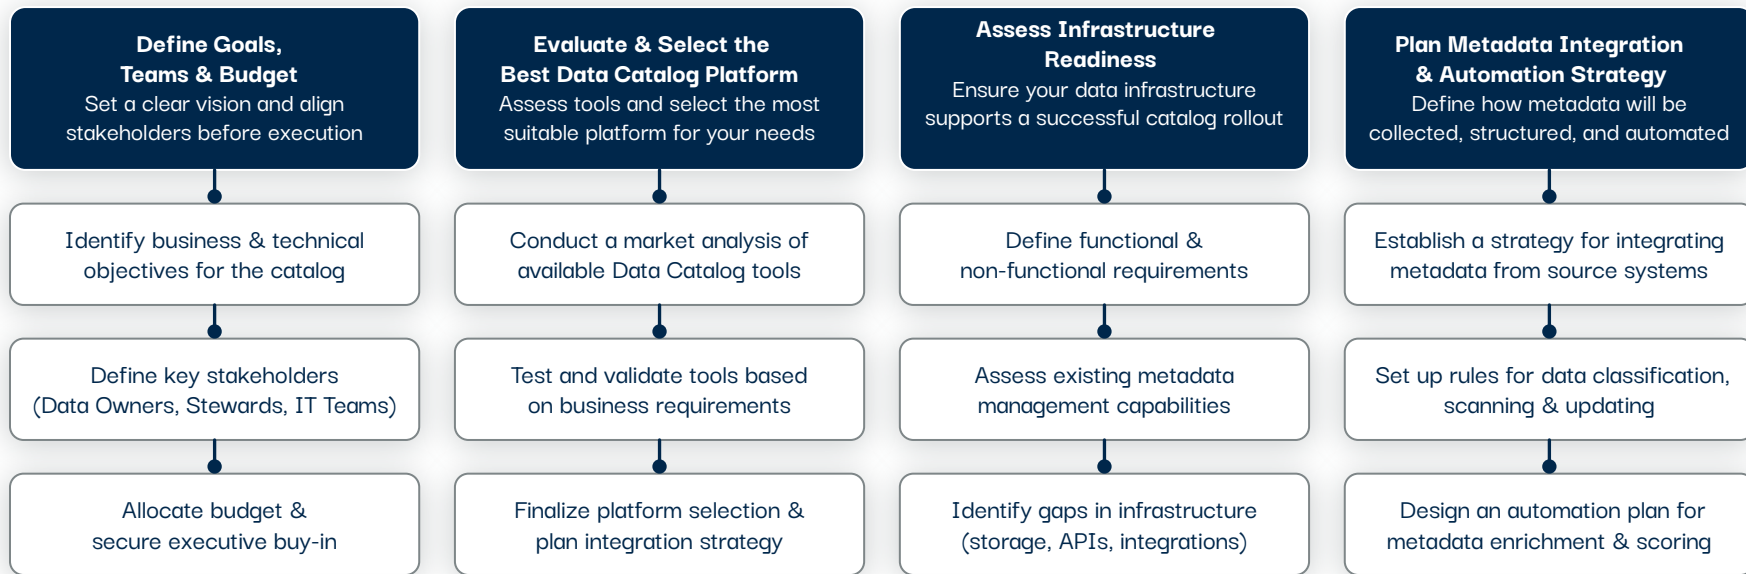 Define Goals,
Teams & Budget
Set a clear vision and align
stakeholders before execution
Identify business & technical
objectives for the catalog
Define key stakeholders
(Data Owners, Stewards, IT Teams)
Allocate budget &
secure executive buy-in
Evaluate & Select the
Best Data Catalog Platform
Assess tools and select the most
suitable platform for your needs
Conduct a market analysis of
available Data Catalog tools
Test and validate tools based
on business requirements
Finalize platform selection &
plan integration strategy
Assess Infrastructure
Readiness
Ensure your data infrastructure
supports a successful catalog rollout
Define functional &
non-functional requirements
Assess existing metadata
management capabilities
Identify gaps in infrastructure
(storage, APIs, integrations)
Plan Metadata Integration
& Automation Strategy
Define how metadata will be
collected, structured, and automated
Establish a strategy for integrating
metadata from source systems
Set up rules for data classification,
scanning & updating
Design an automation plan for
metadata enrichment & scoring